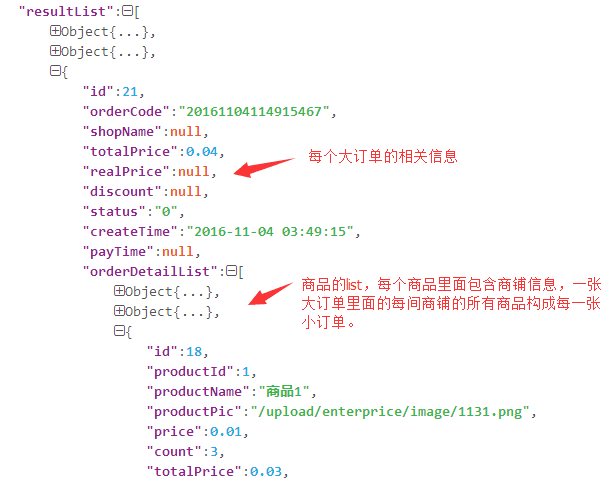 "resultList":[
Object{...},
Object{...},
{
"id":21,
"orderCode":"20161104114915467",
"shopName":null,
"totalPrice":0.04,
每个大订单的相关信息
"realPrice":null,
"discount":null,
"status":"0",
"createTime":"2016-11-04 03:49:15",
"payTime":null,
"orderDetailList":[
Object{...},
Object{...},
商品的list，每个商品里面包含商铺信息，一张
大订单里面的每间商铺的所有商品构成每一张
小订单。
{
"id":18,
"productId":1,
"productName":"商品1",
"productPic":"/upload/enterprice/image/1131.png",
"price":0.01,
"count":3,
"totalPrice":0.03,